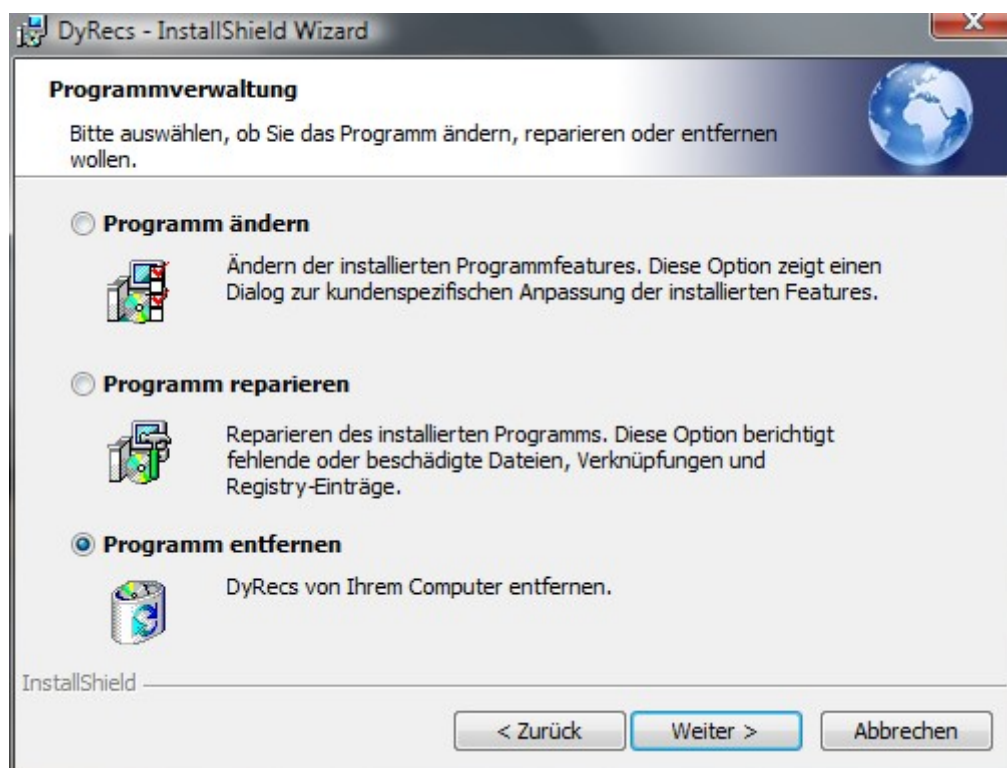 DyRecs - InstallShield Wizard
Programmverwaltung
Bitte auswählen, ob Sie das Programm ändern, reparieren oder entfernen
wollen.
Programm ändern
Ändern der installierten Programmfeatures. Diese Option zeigt einen
Dialog zur kundenspezifischen Anpassung der installierten Features.
Programm reparieren
Reparieren des installierten Programms. Diese Option berichtigt
fehlende oder beschädigte Dateien, Verknüpfungen und
Registry-Einträge.
Programm entfernen
DyRecs von Ihrem Computer entfernen.
InstallShield
< Zurück
Weiter >
Abbrechen